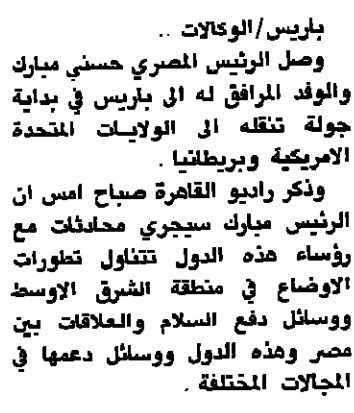 باريس/الوكالات ..
وصل الرئيس المصري حسني مبارك
والوفد المرافق له الى باريس في بداية
جولة تنقله الى الولايات المتحدة
الامريكية وبريطانيا .
وذكر راديو القاهرة صباح امس ان
الرئيس مبارك سيجري محادثات مع
رؤساء هذه الدول تتناول تطورات
الاوضاع في منطقة الشرق الاوسط
ووسائل دفع السلام والعلاقات بين
مصر وهذه الدول ووسائل دعمها في
المجالات المختلفة .